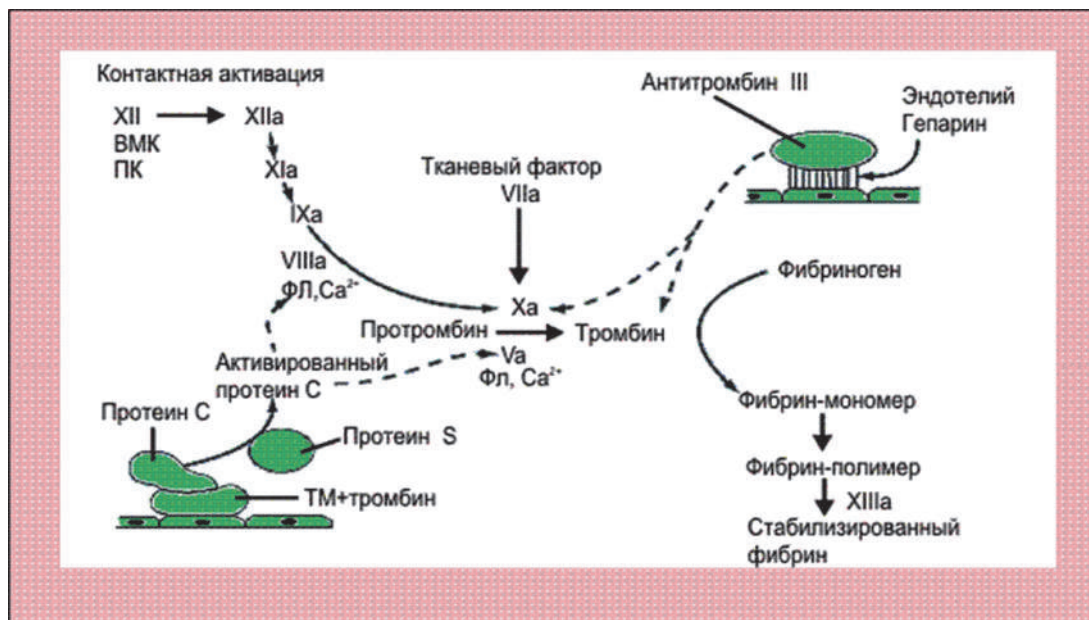 Контактная активация
XII
XIIa
ВМК
ПК
XIa
IXa
VIIIa
ФЛ,Ca²⁺
Тканевый фактор
VIIa
Антитромбин III
Эндотелий
Гепарин
Xa
Протромбин
Тромбин
Va
Фл, Ca²⁺
Активированный
протеин С
Протеин С
Протеин S
ТМ+тромбин
Фибриноген
Фибрин-мономер
Фибрин-полимер
XIIIa
Стабилизированный
фибрин